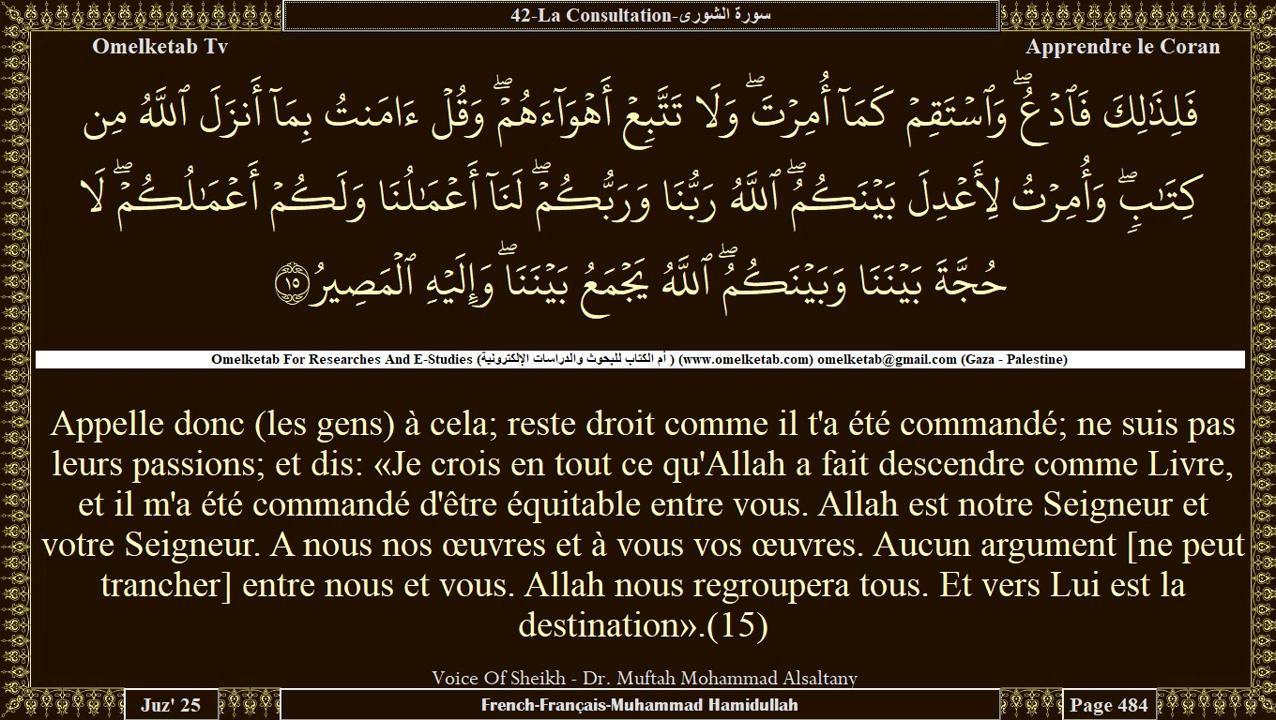 42-La Consultation-سورة الشورى
Omelketab Tv
Apprendre le Coran
فَلِذَٰلِكَ فَٱدْعُ ۖ وَٱسْتَقِمْ كَمَآ أُمِرْتَ ۖ وَلَا تَتَّبِعْ أَهْوَآءَهُمْ ۖ وَقُلْ ءَامَنتُ بِمَآ أَنزَلَ ٱللَّهُ مِن
كِتَٰبٍ ۖ وَأُمِرْتُ لِأَعْدِلَ بَيْنَكُمُ ۖ ٱللَّهُ رَبُّنَا وَرَبُّكُمْ ۖ لَنَآ أَعْمَٰلُنَا وَلَكُمْ أَعْمَٰلُكُمْ ۖ لَا
حُجَّةَ بَيْنَنَا وَبَيْنَكُمُ ۖ ٱللَّهُ يَجْمَعُ بَيْنَنَا ۖ وَإِلَيْهِ ٱلْمَصِيرُ ١٥
Omelketab For Researches And E-Studies (أم الكتاب للبحوث والدراسات الإلكترونية ) (www.omelketab.com) omelketab@gmail.com (Gaza - Palestine)
Appelle donc (les gens) à cela; reste droit comme il t'a été commandé; ne suis pas
leurs passions; et dis: «Je crois en tout ce qu'Allah a fait descendre comme Livre,
et il m'a été commandé d'être équitable entre vous. Allah est notre Seigneur et
votre Seigneur. A nous nos œuvres et à vous vos œuvres. Aucun argument [ne peut
trancher] entre nous et vous. Allah nous regroupera tous. Et vers Lui est la
destination».(15)
Voice Of Sheikh - Dr. Muftah Mohammad Alsaltany
Juz' 25
French-Français-Muhammad Hamidullah
Page 484